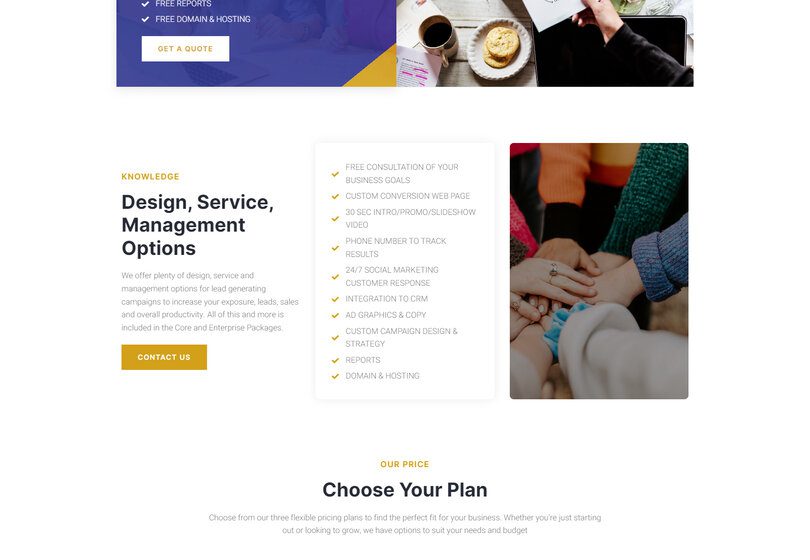 FREE REPORTS
FREE DOMAIN & HOSTING
GET A QUOTE
KNOWLEDGE
Design, Service,
Management
Options
We offer plenty of design, service and
management options for lead generating
campaigns to increase your exposure, leads, sales
and overall productivity. All of this and more is
included in the Core and Enterprise Packages.
CONTACT US
FREE CONSULTATION OF YOUR
BUSINESS GOALS
CUSTOM CONVERSION WEB PAGE
30 SEC INTRO/PROMO/SLIDESHOW
VIDEO
PHONE NUMBER TO TRACK
RESULTS
24/7 SOCIAL MARKETING
CUSTOMER RESPONSE
INTEGRATION TO CRM
AD GRAPHICS & COPY
CUSTOM CAMPAIGN DESIGN &
STRATEGY
REPORTS
DOMAIN & HOSTING
OUR PRICE
Choose Your Plan
Choose from our three flexible pricing plans to find the perfect fit for your business. Whether you're just starting
out or looking to grow, we have options to suit your needs and budget